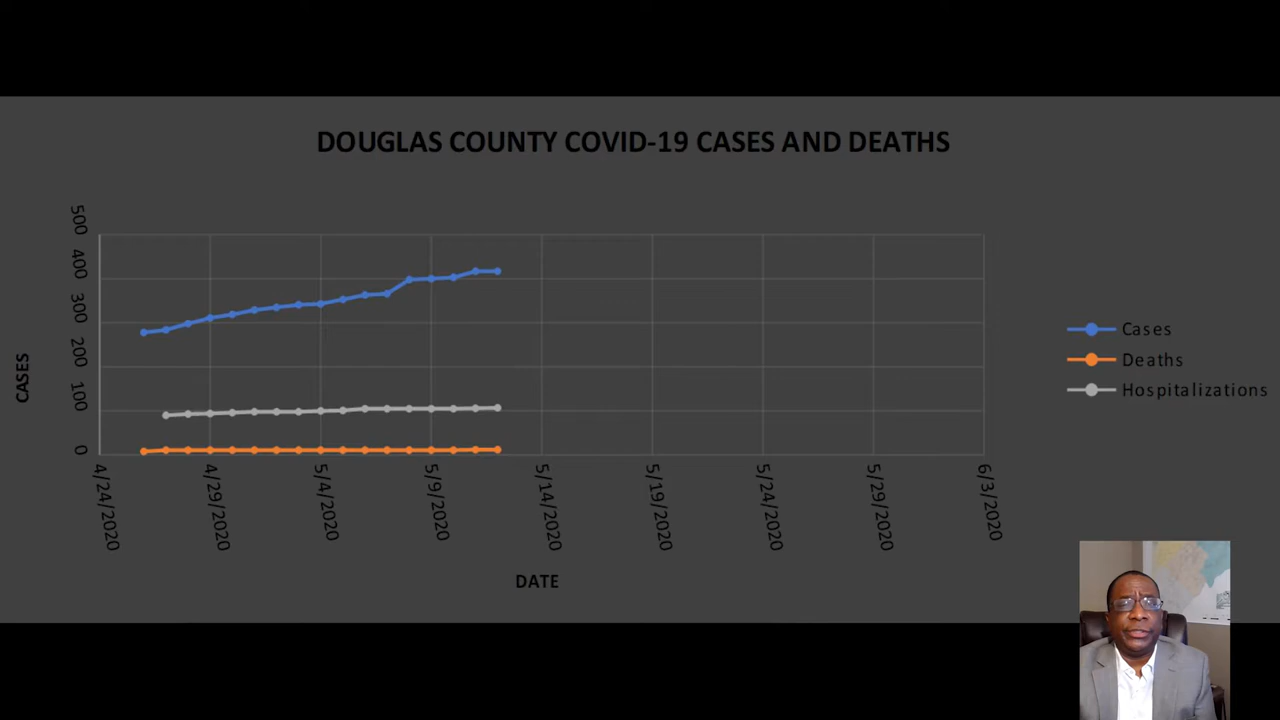 DOUGLAS COUNTY COVID-19 CASES AND DEATHS
500
400
300
200
100
0
CASES
4/24/2020
4/29/2020
5/4/2020
5/9/2020
5/14/2020
5/19/2020
5/24/2020
5/29/2020
6/3/2020
DATE
Cases
Deaths
Hospitalizations